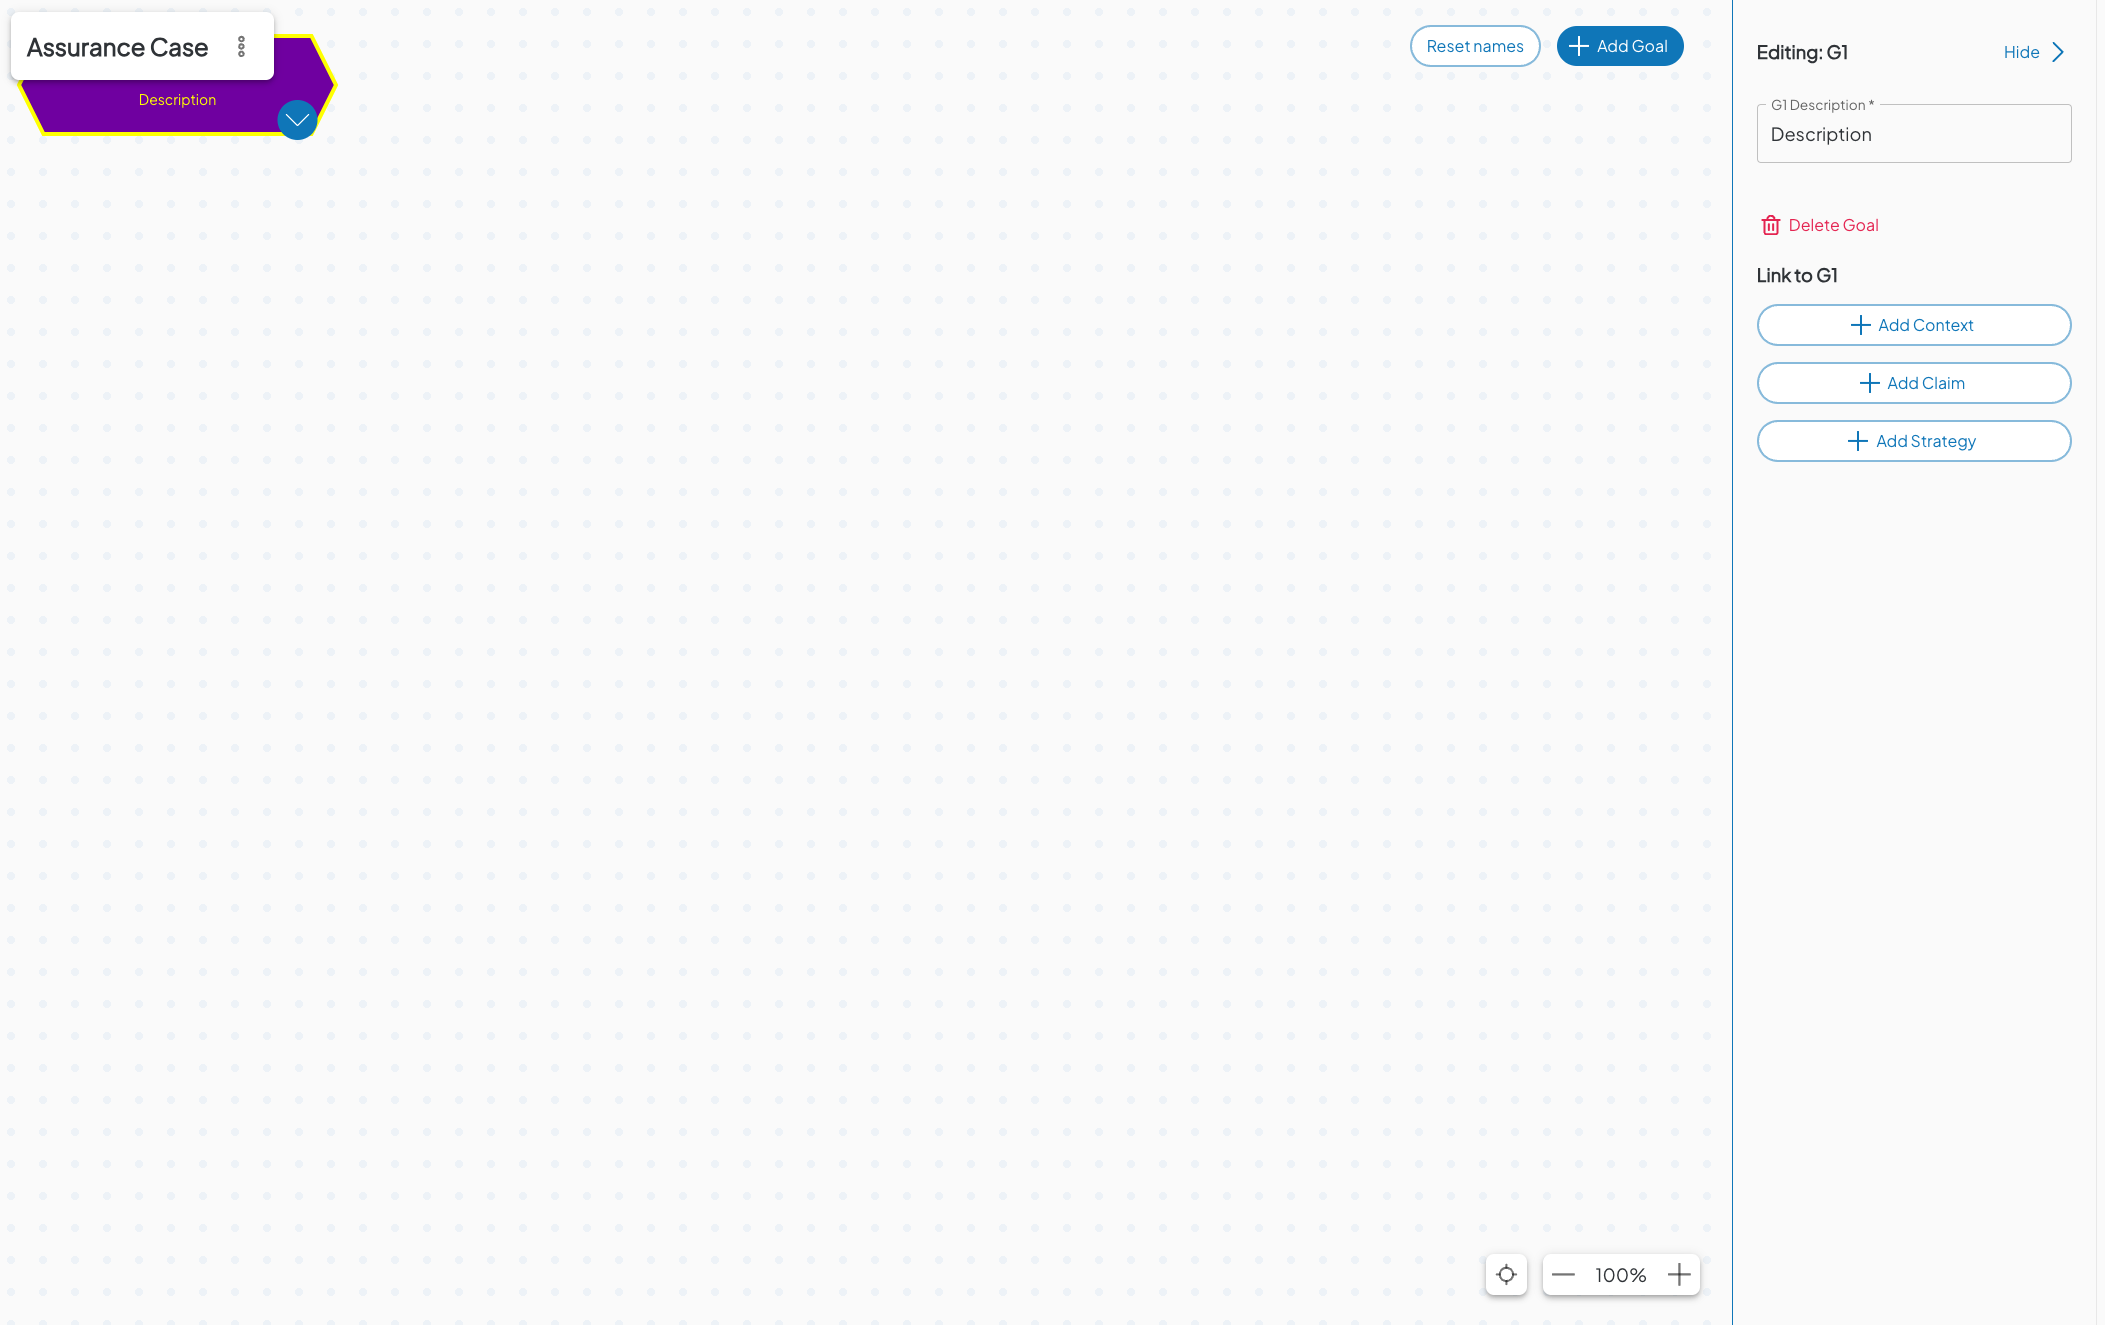 Assurance Case
Description
Reset names
Add Goal
100%
Editing: G1
Hide
G1 Description *
Description
Delete Goal
Link to G1
Add Context
Add Claim
Add Strategy